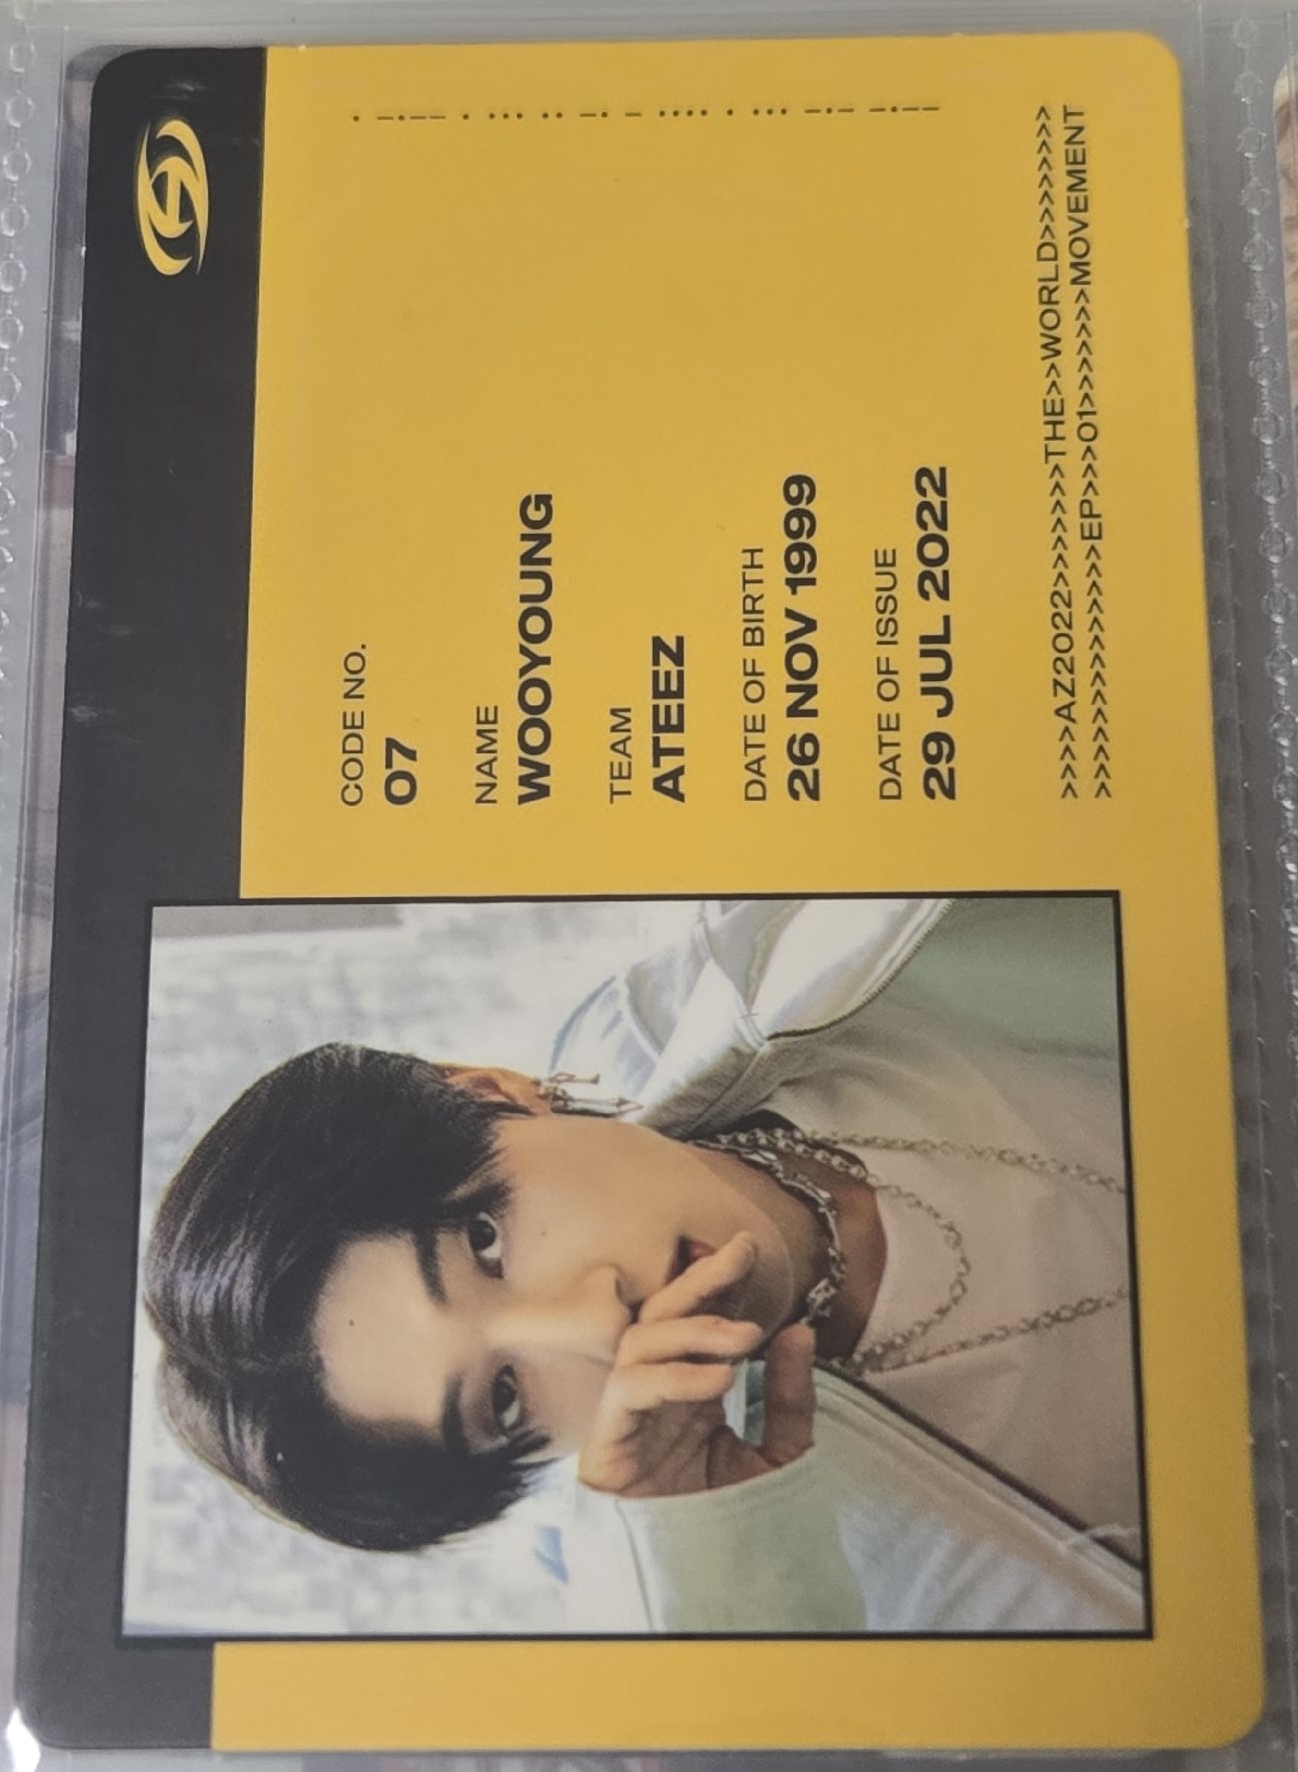 CODE NO.
07
NAME
WOOYOUNG
TEAM
ATEEZ
DATE OF BIRTH
26 NOV 1999
DATE OF ISSUE
29 JUL 2022
>>>>AZ2022>>>>>>>THE>>WORLD>>>>>>>>
>>>>>>>>>>>>>>EP>>>01>>>>>>>MOVEMENT
. -.-- . ... .. -. - .... . ... -.- -.--